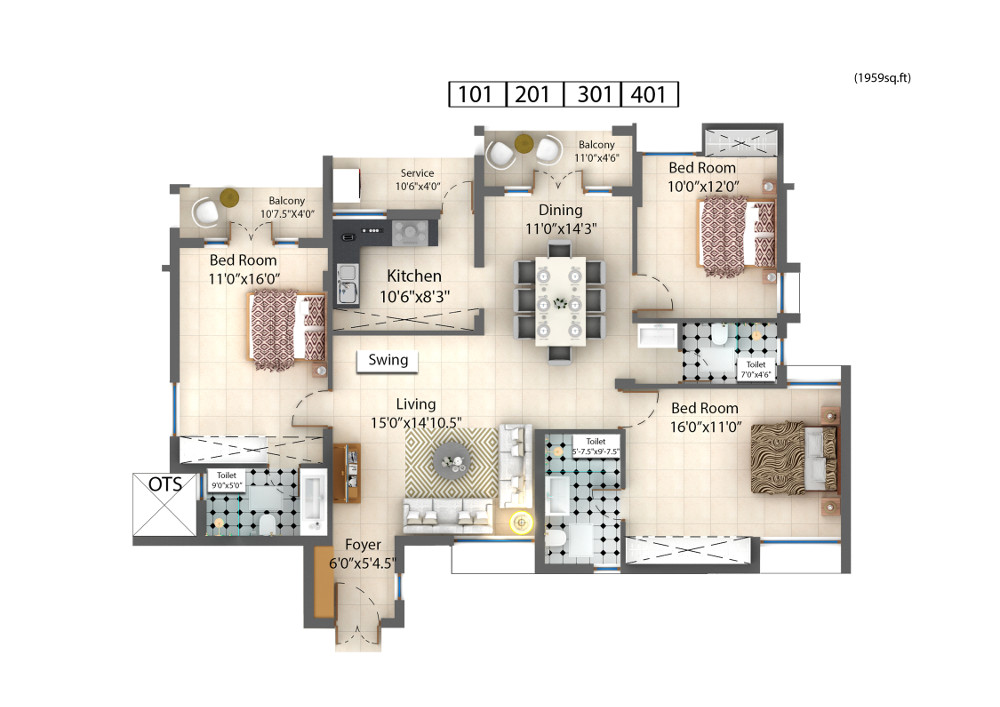 (1959sq.ft)
101 201 301 401
Balcony
11'0"x4'6"
Service
10'6"x4'0"
Bed Room
10'0"x12'0"
Balcony
10'7.5"X4'0"
Dining
11'0"x14'3"
Bed Room
11'0"x16'0"
Kitchen
10'6"x8'3"
Swing
Toilet
7'0"x4'6"
Living
15'0"x14'10.5"
Bed Room
16'0"x11'0"
Toilet
5'-7.5"x9'-7.5"
Toilet
9'0"x5'0"
OTS
Foyer
6'0"x5'4.5"